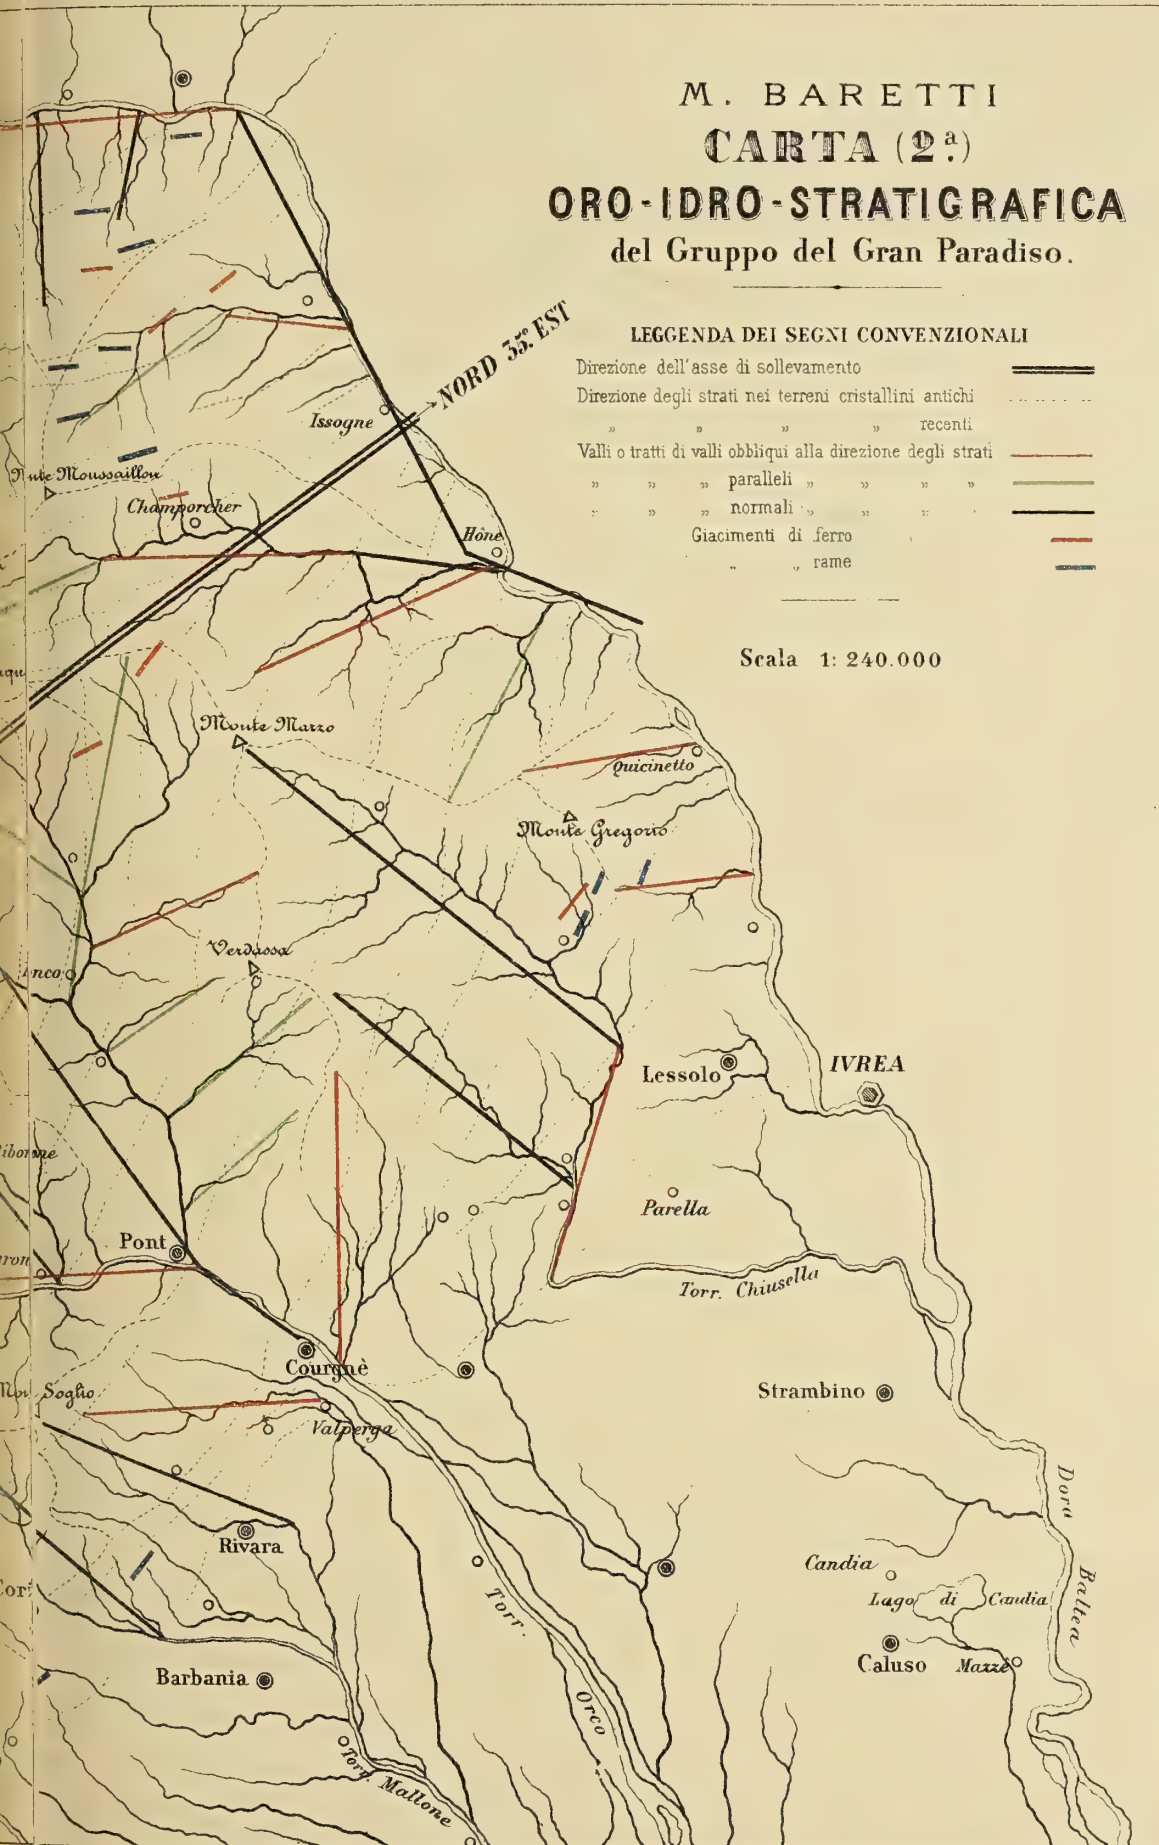 M. BARETTI
CARTA (2ª)
ORO-IDRO-STRATIGRAFICA
del Gruppo del Gran Paradiso.
LEGGENDA DEI SEGNI CONVENZIONALI
Direzione dell'asse di sollevamento
Direzione degli strati nei terreni cristallini antichi
„ „ „ „ recenti
Valli o tratti di valli obbliqui alla direzione degli strati
„ „ „ paralleli „ „ „ „
„ „ „ normali „ „ „ „
Giacimenti di ferro
„ „ rame
Scala 1: 240.000
NORD 35.° EST
Issogne
Moussaillon
Champorcher
Hône
Monte Marzo
Quicinetto
Monte Gregorio
Verdassa
IVREA
Lessolo
Parella
Pont
Torr. Chiusella
Courgnè
Soglio
Strambino
Valperga
Dora
Baltea
Rivara
Candia
Lago di Candia
Torr.
Orco
Caluso
Mazzé
Barbania
Torr. Mallone